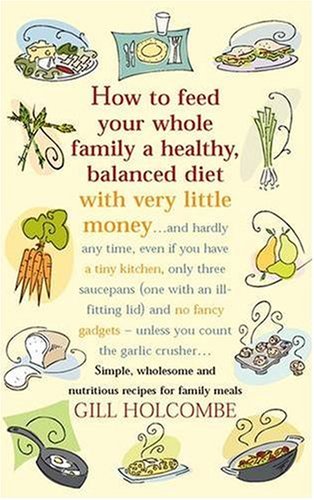 How to feed
your whole
family a healthy,
balanced diet
with very little
money...and hardly
any time, even if you have
a tiny kitchen, only three
saucepans (one with an ill-
fitting lid) and no fancy
gadgets – unless you count
the garlic crusher...
Simple, wholesome and
nutritious recipes for family meals
GILL HOLCOMBE